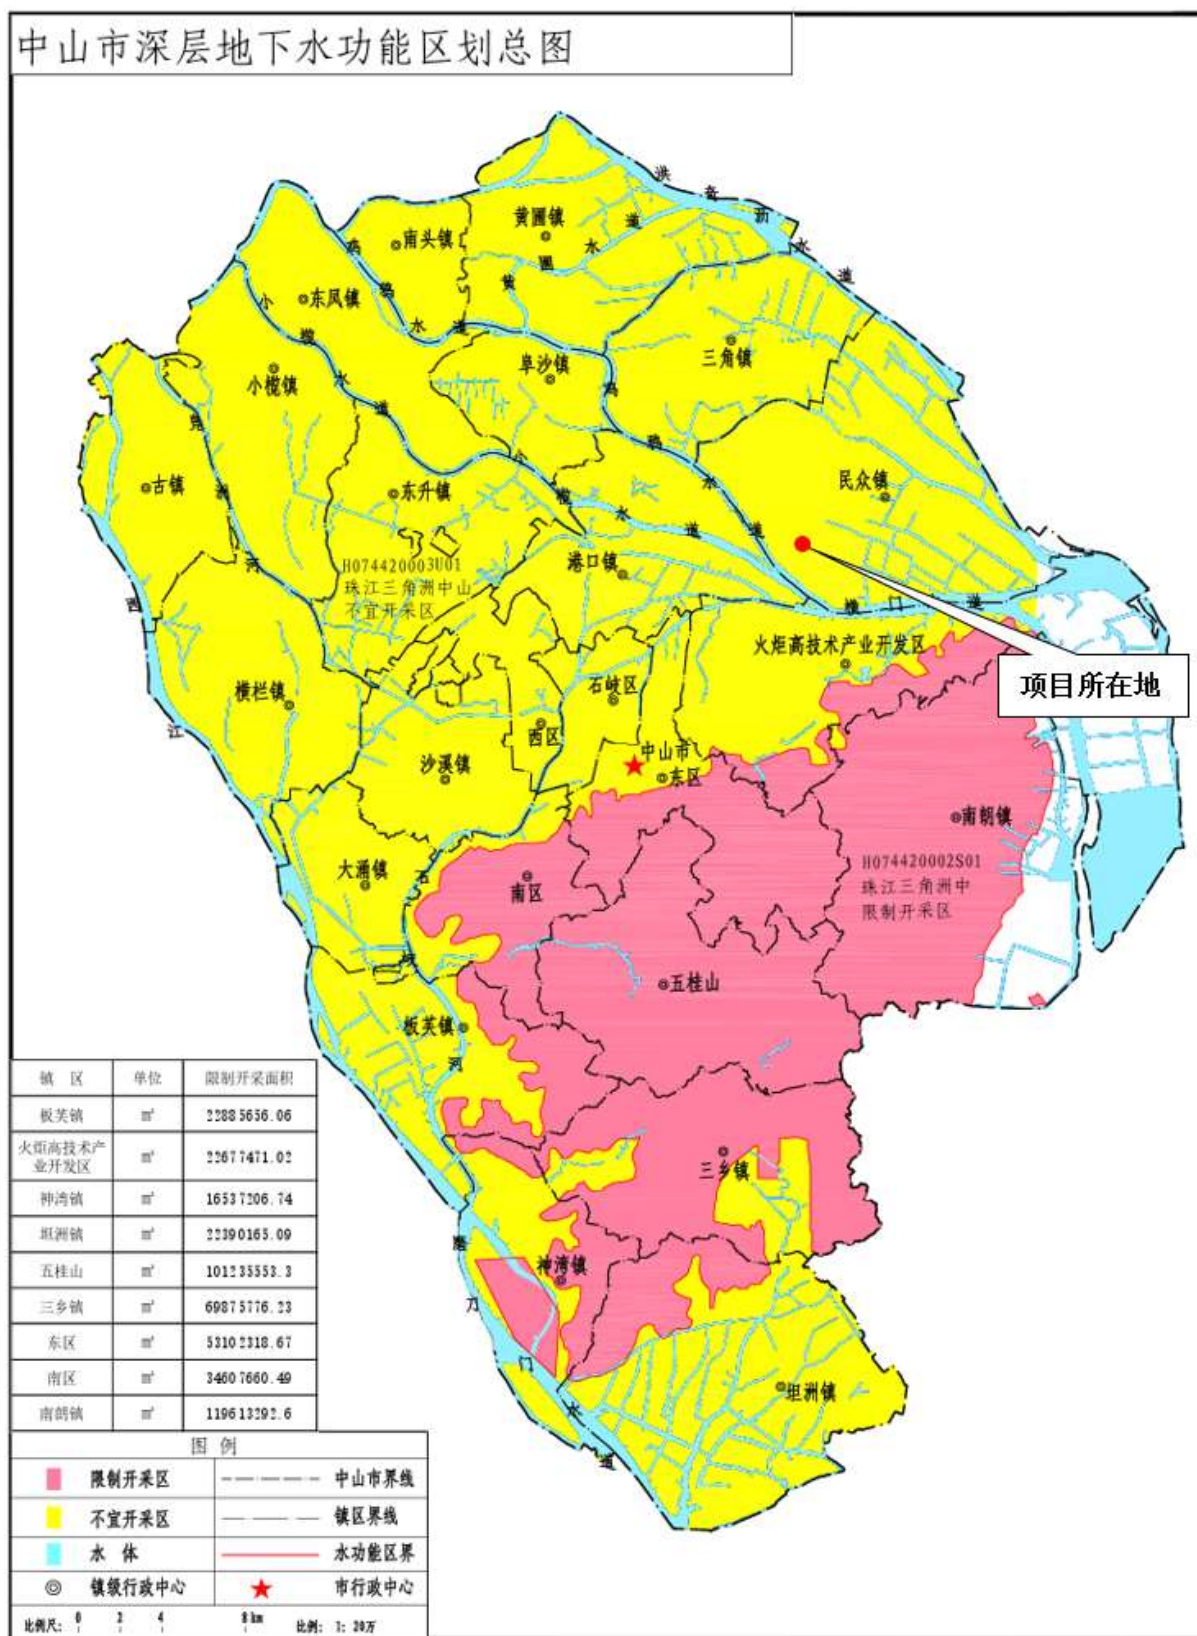 中山市深层地下水功能区划总图
洪奇沥水道
黄圃镇
南头镇
黄圃水道
鸡鸦水道
东凤镇
小榄水道
三角镇
阜沙镇
小榄镇
鸡鸦水道
古镇
东升镇
小榄水道
民众镇
港口镇
H074420003U01
珠江三角洲中山
不宜开采区
横门道
火炬高技术产业开发区
项目所在地
横栏镇
石岐区
西区
西江
中山市
东区
沙溪镇
南朗镇
H074420002S01
珠江三角洲中
限制开采区
大涌镇
南区
石岐河
五桂山
板芙镇
三乡镇
神湾镇
磨刀门水道
坦洲镇
镇 区 单位 限制开采面积
板芙镇 m² 22885656.06
火炬高技术产
业开发区 m² 22677471.02
神湾镇 m² 16537206.74
坦洲镇 m² 22390165.09
五桂山 m² 101235553.3
三乡镇 m² 69875776.23
东区 m² 53102318.67
南区 m² 34607660.49
南朗镇 m² 119613292.6
图 例
限制开采区 中山市界线
不宜开采区 镇区界线
水 体 水功能区界
镇级行政中心 市行政中心
比例尺: 0 2 4 8km 比例: 1: 20万